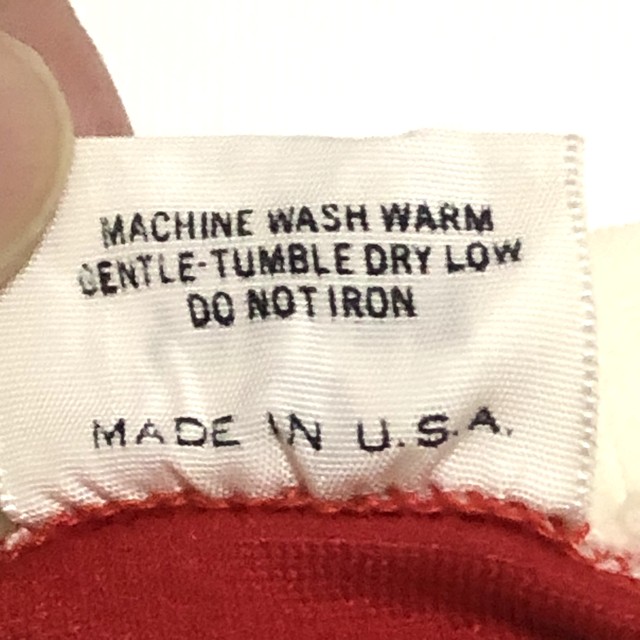 MACHINE WASH WARM
GENTLE-TUMBLE DRY LOW
DO NOT IRON
MADE IN U.S.A.